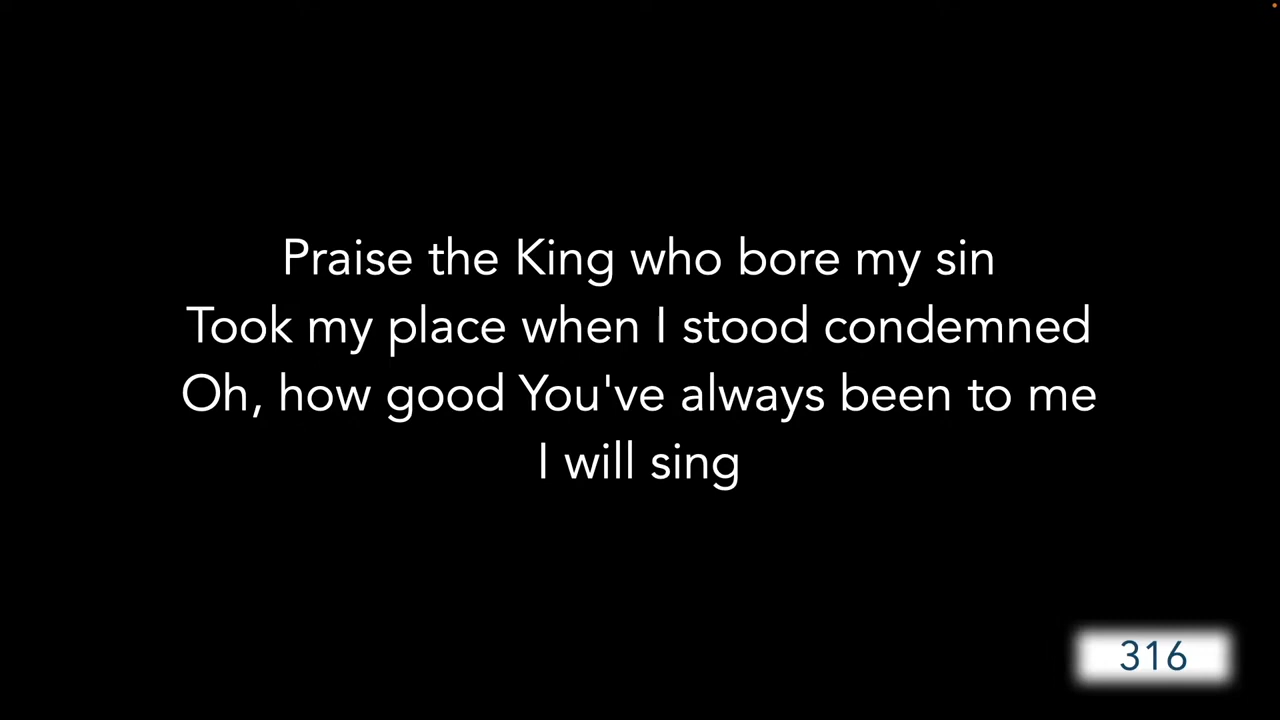 Praise the King who bore my sin
Took my place when I stood condemned
Oh, how good You've always been to me
I will sing
316